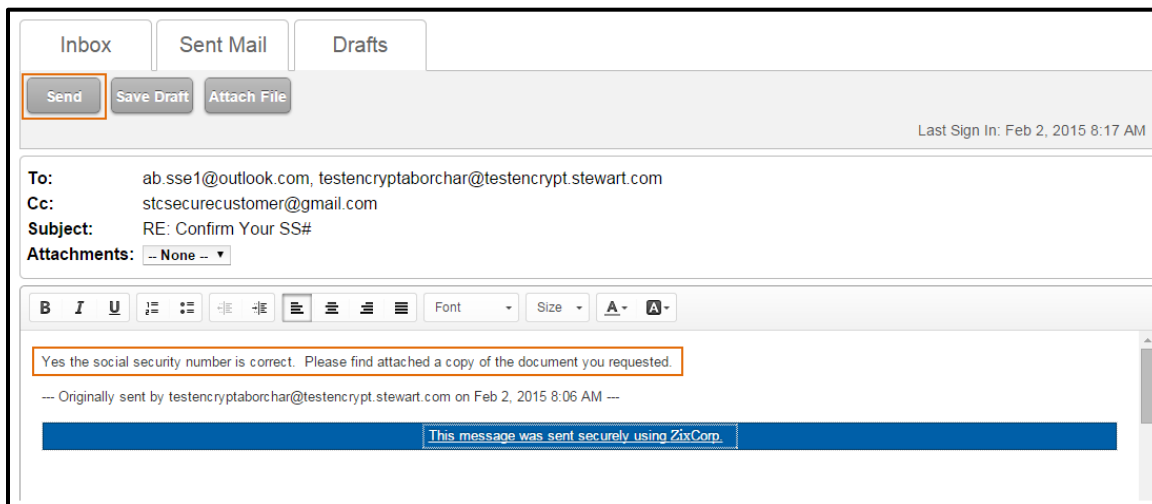 Inbox Sent Mail Drafts
Send Save Draft Attach File
Last Sign In: Feb 2, 2015 8:17 AM
To: ab.sse1@outlook.com, testencryptaborchar@testencrypt.stewart.com
Cc: stcsecurecustomer@gmail.com
Subject: RE: Confirm Your SS#
Attachments: -- None --
B I U Font Size A A
Yes the social security number is correct. Please find attached a copy of the document you requested.
--- Originally sent by testencryptaborchar@testencrypt.stewart.com on Feb 2, 2015 8:06 AM ---
This message was sent securely using ZixCorp.